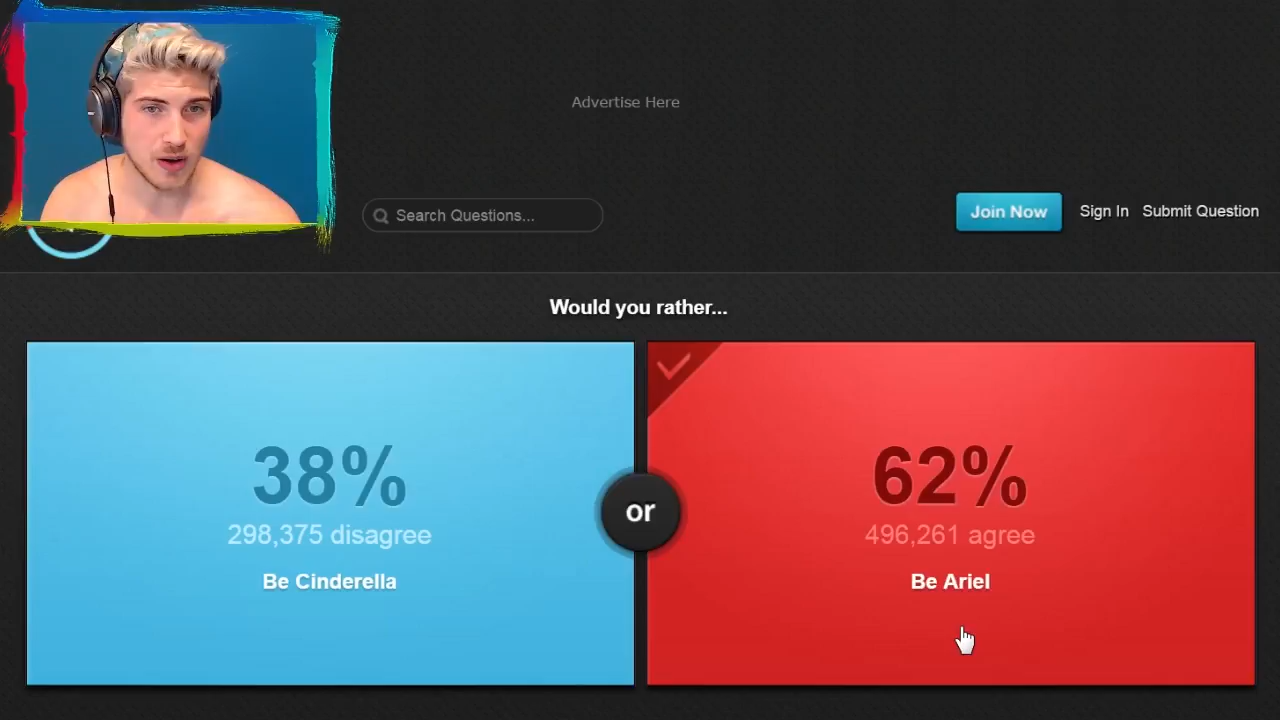 Advertise Here
Search Questions...
Join Now
Sign In
Submit Question
Would you rather...
38%
298,375 disagree
Be Cinderella
or
62%
496,261 agree
Be Ariel